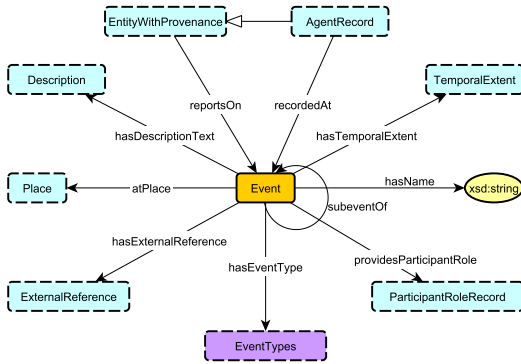 EntityWithProvenance
AgentRecord
Description
TemporalExtent
reportsOn
recordedAt
hasDescriptionText
hasTemporalExtent
Place
atPlace
Event
hasName
xsd:string
subeventOf
hasExternalReference
providesParticipantRole
hasEventType
ExternalReference
ParticipantRoleRecord
EventTypes